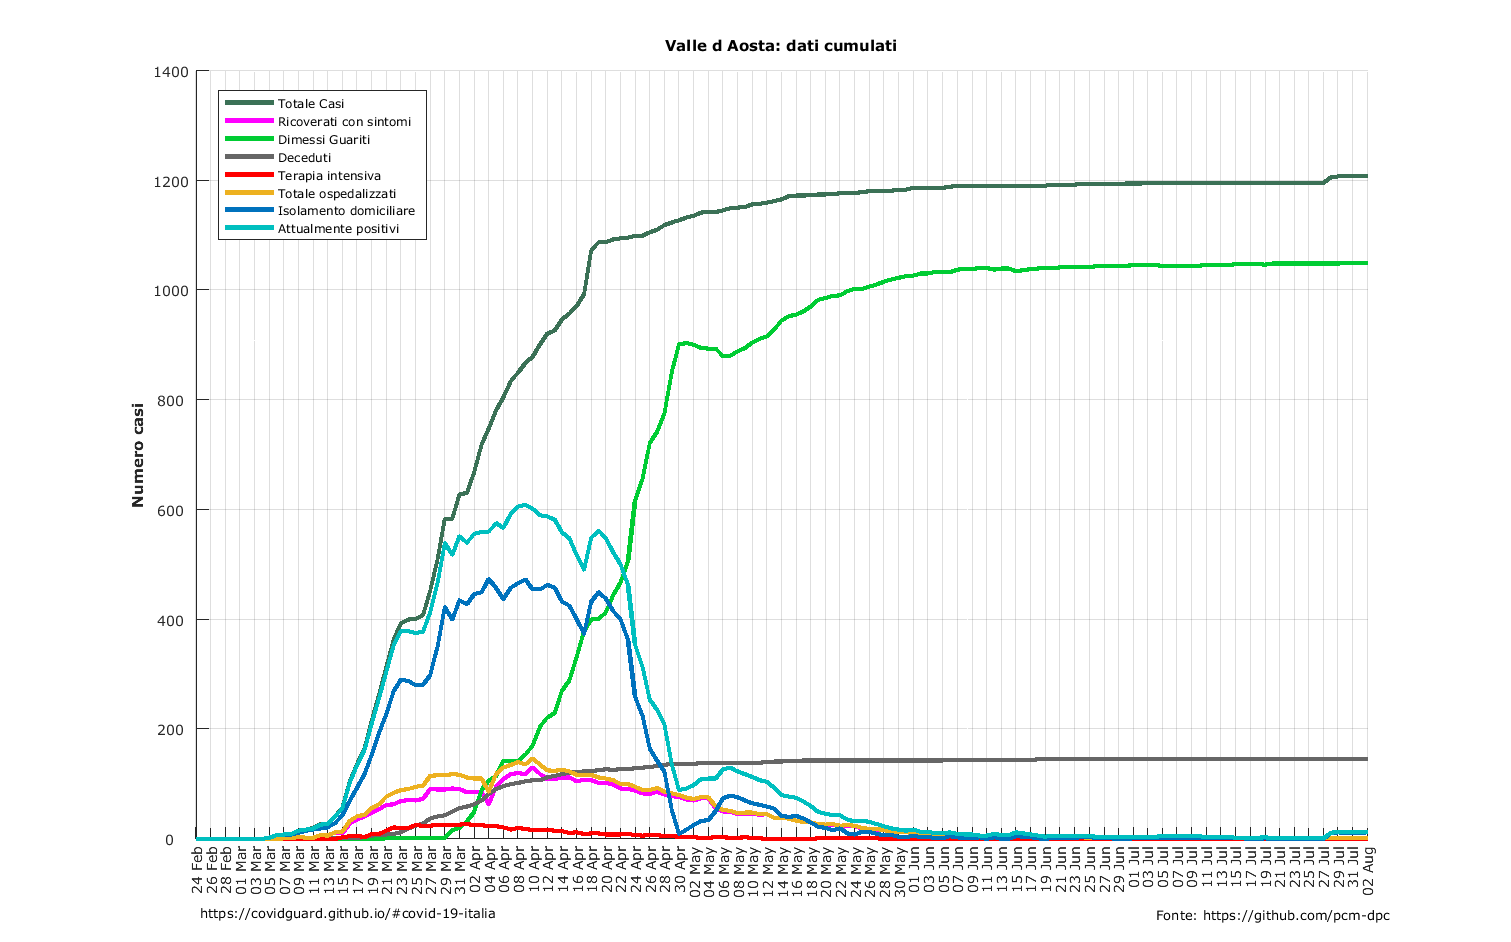 Valle d Aosta: dati cumulati
1400
1200
1000
800
600
400
200
0
Numero casi
Totale Casi
Ricoverati con sintomi
Dimessi Guariti
Deceduti
Terapia intensiva
Totale ospedalizzati
Isolamento domiciliare
Attualmente positivi
24 Feb
26 Feb
28 Feb
01 Mar
03 Mar
05 Mar
07 Mar
09 Mar
11 Mar
13 Mar
15 Mar
17 Mar
19 Mar
21 Mar
23 Mar
25 Mar
27 Mar
29 Mar
31 Mar
02 Apr
04 Apr
06 Apr
08 Apr
10 Apr
12 Apr
14 Apr
16 Apr
18 Apr
20 Apr
22 Apr
24 Apr
26 Apr
28 Apr
30 Apr
02 May
04 May
06 May
08 May
10 May
12 May
14 May
16 May
18 May
20 May
22 May
24 May
26 May
28 May
30 May
01 Jun
03 Jun
05 Jun
07 Jun
09 Jun
11 Jun
13 Jun
15 Jun
17 Jun
19 Jun
21 Jun
23 Jun
25 Jun
27 Jun
29 Jun
01 Jul
03 Jul
05 Jul
07 Jul
09 Jul
11 Jul
13 Jul
15 Jul
17 Jul
19 Jul
21 Jul
23 Jul
25 Jul
27 Jul
29 Jul
31 Jul
02 Aug
https://covidguard.github.io/#covid-19-italia
Fonte: https://github.com/pcm-dpc